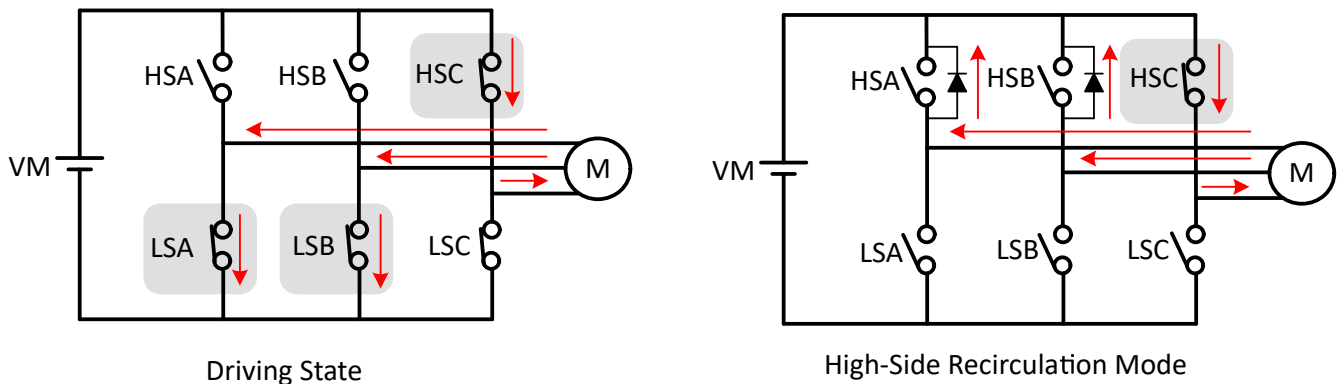 HSA
HSB
HSC
VM
M
LSA
LSB
LSC
Driving State
HSA
HSB
HSC
VM
M
LSA
LSB
LSC
High-Side Recirculation Mode